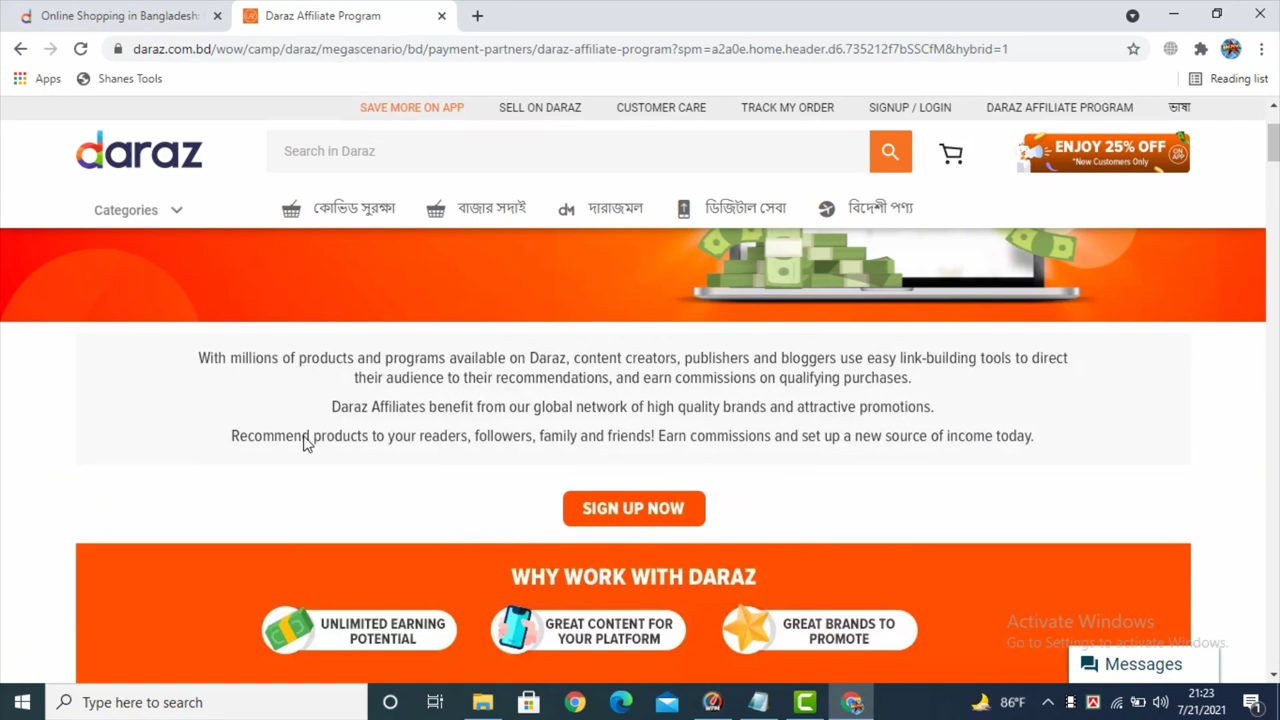 Online Shopping in Bangladesh:
Daraz Affiliate Program
daraz.com.bd/wow/camp/daraz/megascenario/bd/payment-partners/daraz-affiliate-program?spm=a2a0e.home.header.d6.735212f7bSSCfM&hybrid=1
Apps
Shanes Tools
Reading list
SAVE MORE ON APP
SELL ON DARAZ
CUSTOMER CARE
TRACK MY ORDER
SIGNUP / LOGIN
DARAZ AFFILIATE PROGRAM
ভাষা
daraz
Search in Daraz
ENJOY 25% OFF
*New Customers Only
ON APP
Categories
কোভিড সুরক্ষা
বাজার সদাই
dM
দারাজমল
ডিজিটাল সেবা
বিদেশী পণ্য
With millions of products and programs available on Daraz, content creators, publishers and bloggers use easy link-building tools to direct
their audience to their recommendations, and earn commissions on qualifying purchases.
Daraz Affiliates benefit from our global network of high quality brands and attractive promotions.
Recommend products to your readers, followers, family and friends! Earn commissions and set up a new source of income today.
SIGN UP NOW
WHY WORK WITH DARAZ
UNLIMITED EARNING
POTENTIAL
GREAT CONTENT FOR
YOUR PLATFORM
GREAT BRANDS TO
PROMOTE
Activate Windows
Go to Settings to activate Windows.
Messages
Type here to search
86°F
21:23
7/21/2021